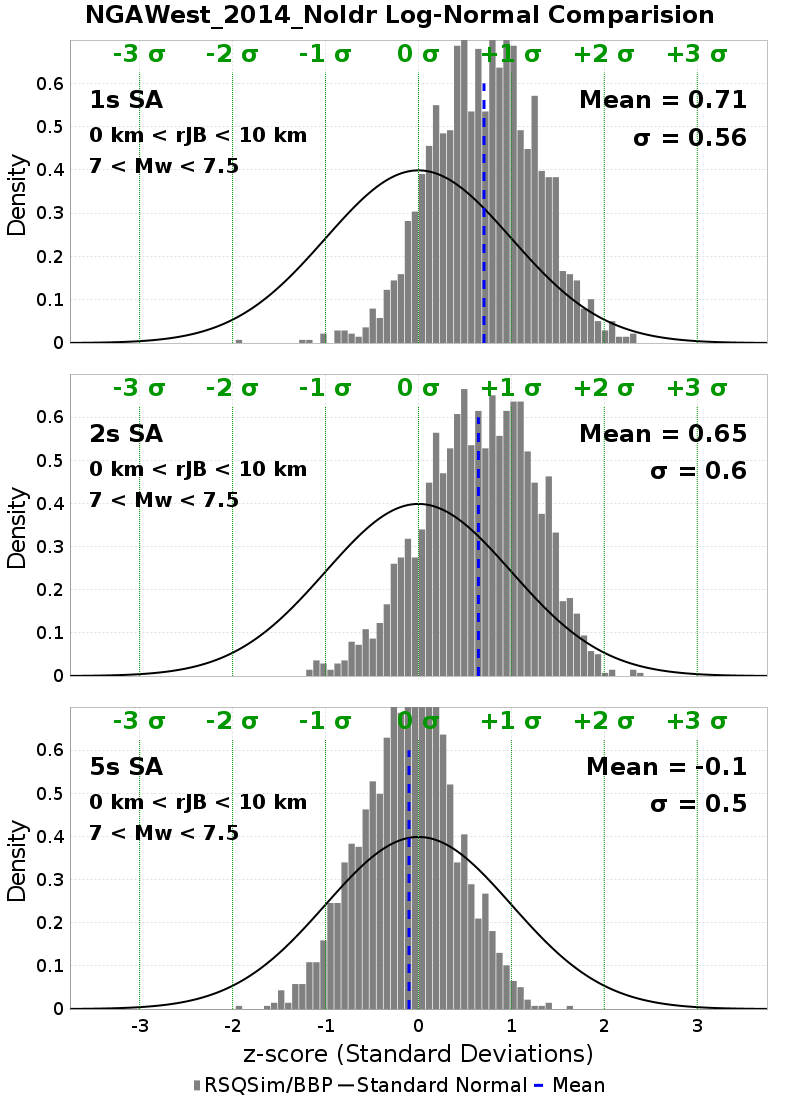 NGAWest_2014_NoIdr Log-Normal Comparision
-3 σ -2 σ -1 σ 0 σ +1 σ +2 σ +3 σ
1s SA
0 km < rJB < 10 km
7 < Mw < 7.5
Mean = 0.71
σ = 0.56
Density
0.6
0.5
0.4
0.3
0.2
0.1
0
-3 σ -2 σ -1 σ 0 σ +1 σ +2 σ +3 σ
2s SA
0 km < rJB < 10 km
7 < Mw < 7.5
Mean = 0.65
σ = 0.6
Density
0.6
0.5
0.4
0.3
0.2
0.1
0
-3 σ -2 σ -1 σ 0 σ +1 σ +2 σ +3 σ
5s SA
0 km < rJB < 10 km
7 < Mw < 7.5
Mean = -0.1
σ = 0.5
Density
0.6
0.5
0.4
0.3
0.2
0.1
0
-3 -2 -1 0 1 2 3
z-score (Standard Deviations)
RSQSim/BBP Standard Normal Mean